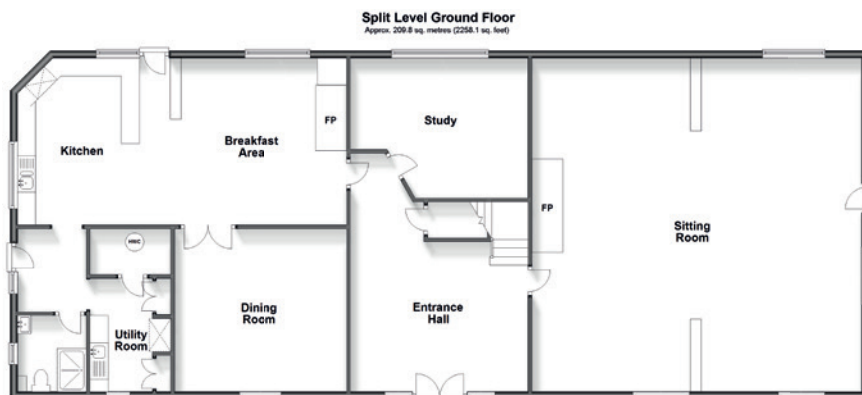 Split Level Ground Floor
Approx. 209.8 sq. metres (2258.1 sq. feet)
FP
Study
Kitchen
Breakfast
Area
FP
Sitting
Room
HWC
Dining
Room
Entrance
Hall
Utility
Room